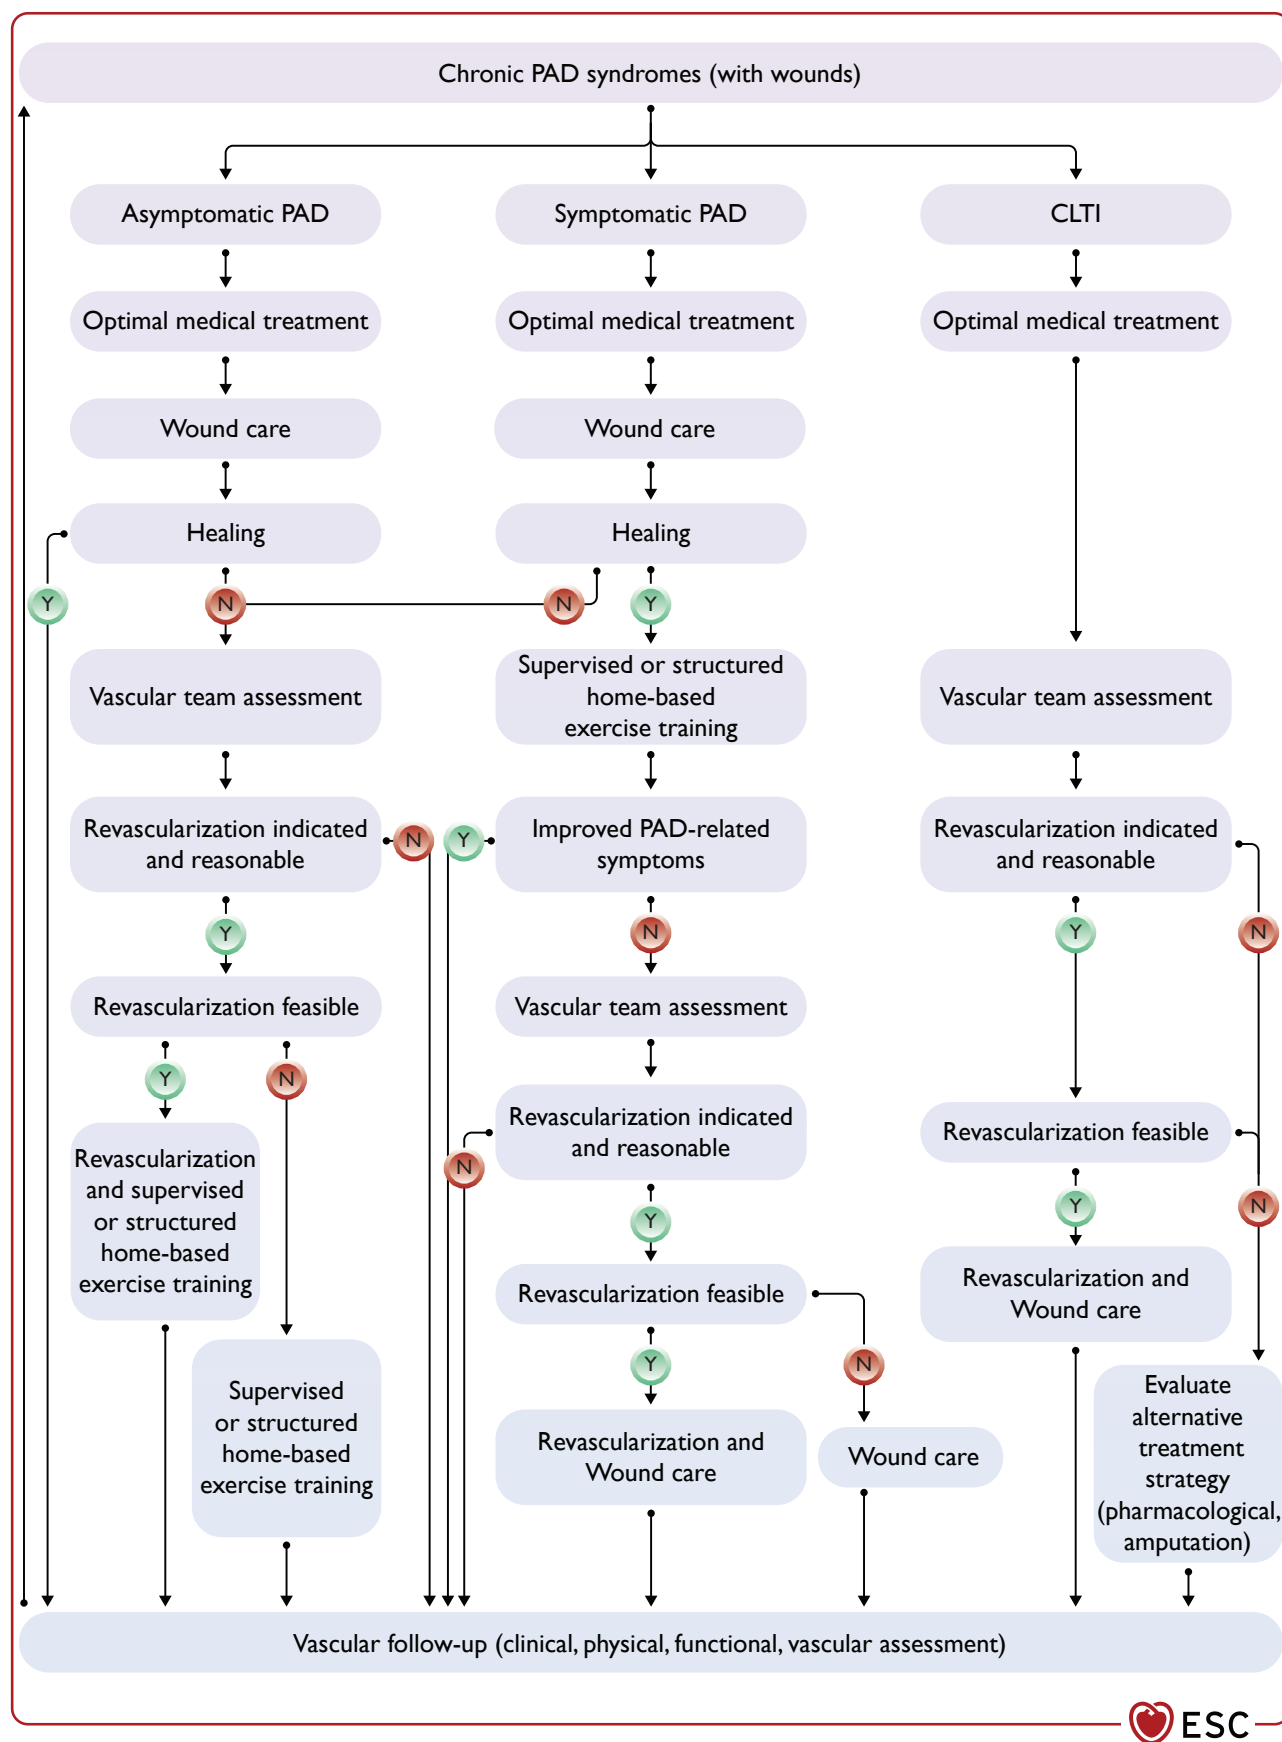 Chronic PAD syndromes (with wounds)
Asymptomatic PAD
Symptomatic PAD
CLTI
Optimal medical treatment
Optimal medical treatment
Optimal medical treatment
Wound care
Wound care
Healing
Healing
Y
N
N
Y
Vascular team assessment
Supervised or structured
home-based
exercise training
Vascular team assessment
Revascularization indicated
and reasonable
N
Y
Improved PAD-related
symptoms
Revascularization indicated
and reasonable
Y
N
Y
N
Revascularization feasible
Vascular team assessment
Y
N
Revascularization indicated
and reasonable
Revascularization feasible
N
Revascularization
and supervised
or structured
home-based
exercise training
Y
Y
N
Revascularization feasible
Revascularization and
Wound care
Y
N
Supervised
or structured
home-based
exercise training
Revascularization and
Wound care
Wound care
Evaluate
alternative
treatment
strategy
(pharmacological,
amputation)
Vascular follow-up (clinical, physical, functional, vascular assessment)
ESC